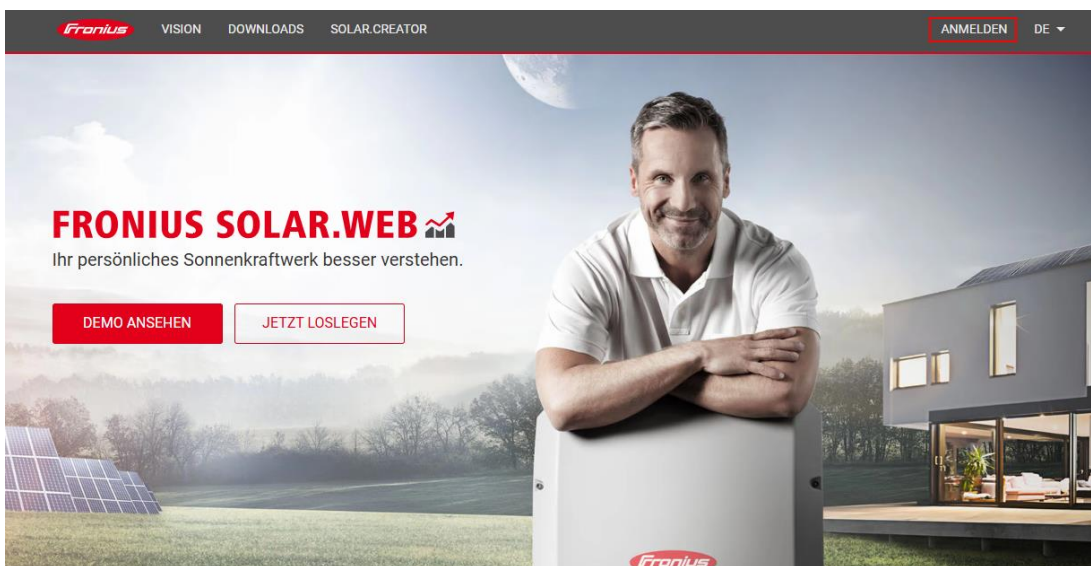 Fronius VISION DOWNLOADS SOLAR.CREATOR ANMELDEN DE
FRONIUS SOLAR.WEB
Ihr persönliches Sonnenkraftwerk besser verstehen.
DEMO ANSEHEN JETZT LOSLEGEN
Fronius